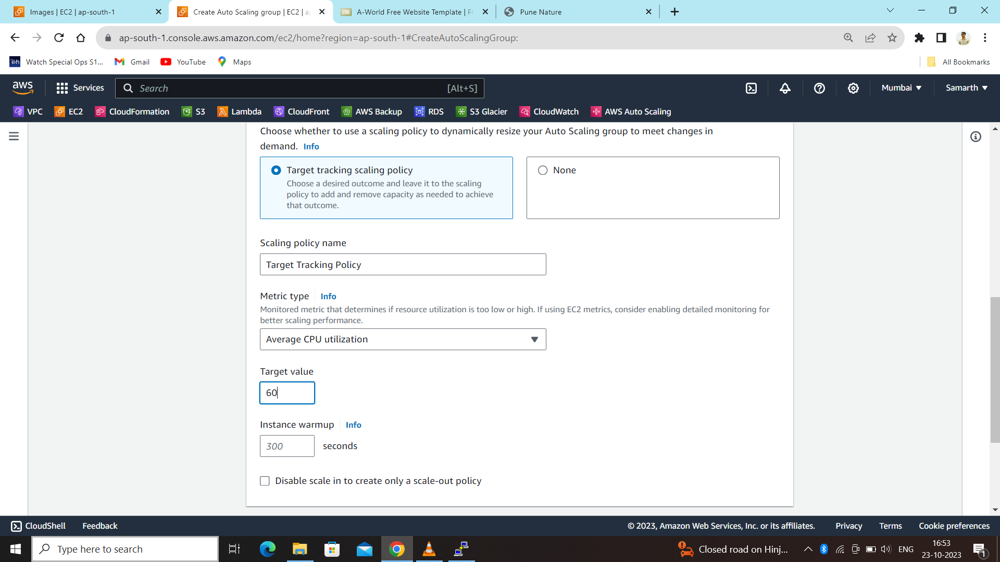 Images | EC2 | ap-south-1
Create Auto Scaling group | EC2 | a
A-World Free Website Template | Fr
Pune Nature
ap-south-1.console.aws.amazon.com/ec2/home?region=ap-south-1#CreateAutoScalingGroup:
Watch Special Ops S1...
Gmail
YouTube
Maps
All Bookmarks
aws
Services
Search
[Alt+S]
Mumbai
Samarth
VPC
EC2
CloudFormation
S3
Lambda
CloudFront
AWS Backup
RDS
S3 Glacier
CloudWatch
AWS Auto Scaling
Choose whether to use a scaling policy to dynamically resize your Auto Scaling group to meet changes in
demand. Info
Target tracking scaling policy
Choose a desired outcome and leave it to the scaling
policy to add and remove capacity as needed to achieve
that outcome.
None
Scaling policy name
Target Tracking Policy
Metric type Info
Monitored metric that determines if resource utilization is too low or high. If using EC2 metrics, consider enabling detailed monitoring for
better scaling performance.
Average CPU utilization
Target value
60
Instance warmup Info
300 seconds
Disable scale in to create only a scale-out policy
CloudShell
Feedback
© 2023, Amazon Web Services, Inc. or its affiliates.
Privacy
Terms
Cookie preferences
Type here to search
Closed road on Hinj...
ENG
16:53
23-10-2023
1